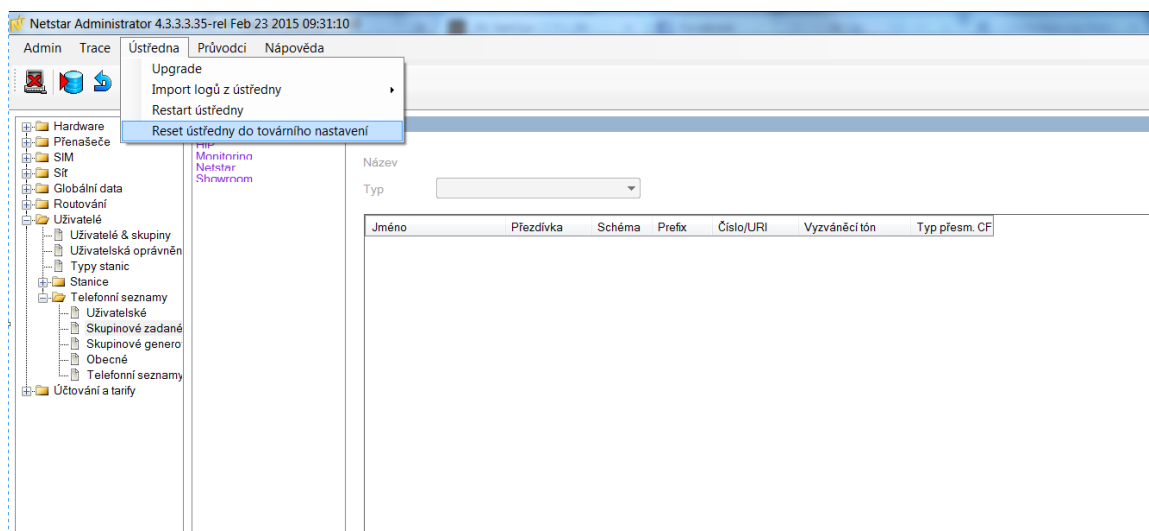 Netstar Administrator 4.3.3.3.35-rel Feb 23 2015 09:31:10
Admin Trace Ústředna Průvodci Nápověda
Upgrade
Import logů z ústředny
Restart ústředny
Reset ústředny do továrního nastavení
Hardware
Přenašeče
SIM
Síť
Globální data
Routování
Uživatelé
Uživatelé & skupiny
Uživatelská oprávněn
Typy stanic
Stanice
Telefonní seznamy
Uživatelské
Skupinové zadané
Skupinové genero
Obecné
Telefonní seznamy
Účtování a tarify
HIP
Monitoring
Netstar
Showroom
Název
Typ
Jméno Přezdívka Schéma Prefix Číslo/URI Vyzváněcí tón Typ přesm. CF